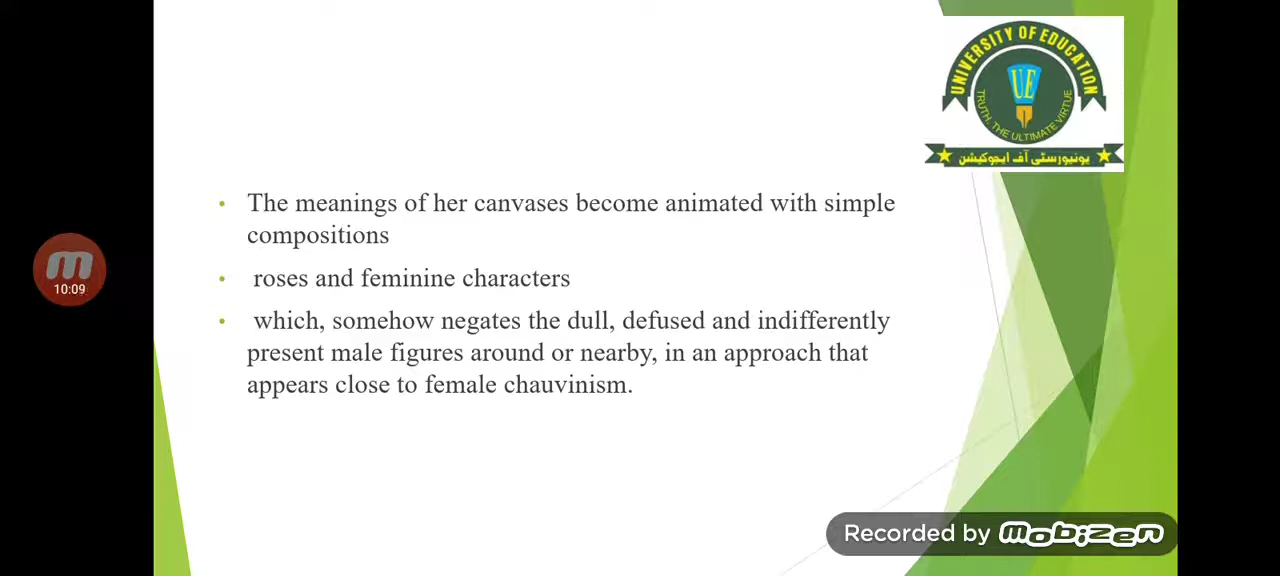 UNIVERSITY OF EDUCATION
UE
TRUTH, THE ULTIMATE VIRTUE
یونیورسٹی آف ایجوکیشن
• The meanings of her canvases become animated with simple
compositions
• roses and feminine characters
• which, somehow negates the dull, defused and indifferently
present male figures around or nearby, in an approach that
appears close to female chauvinism.
m
10:09
Recorded by mobizen